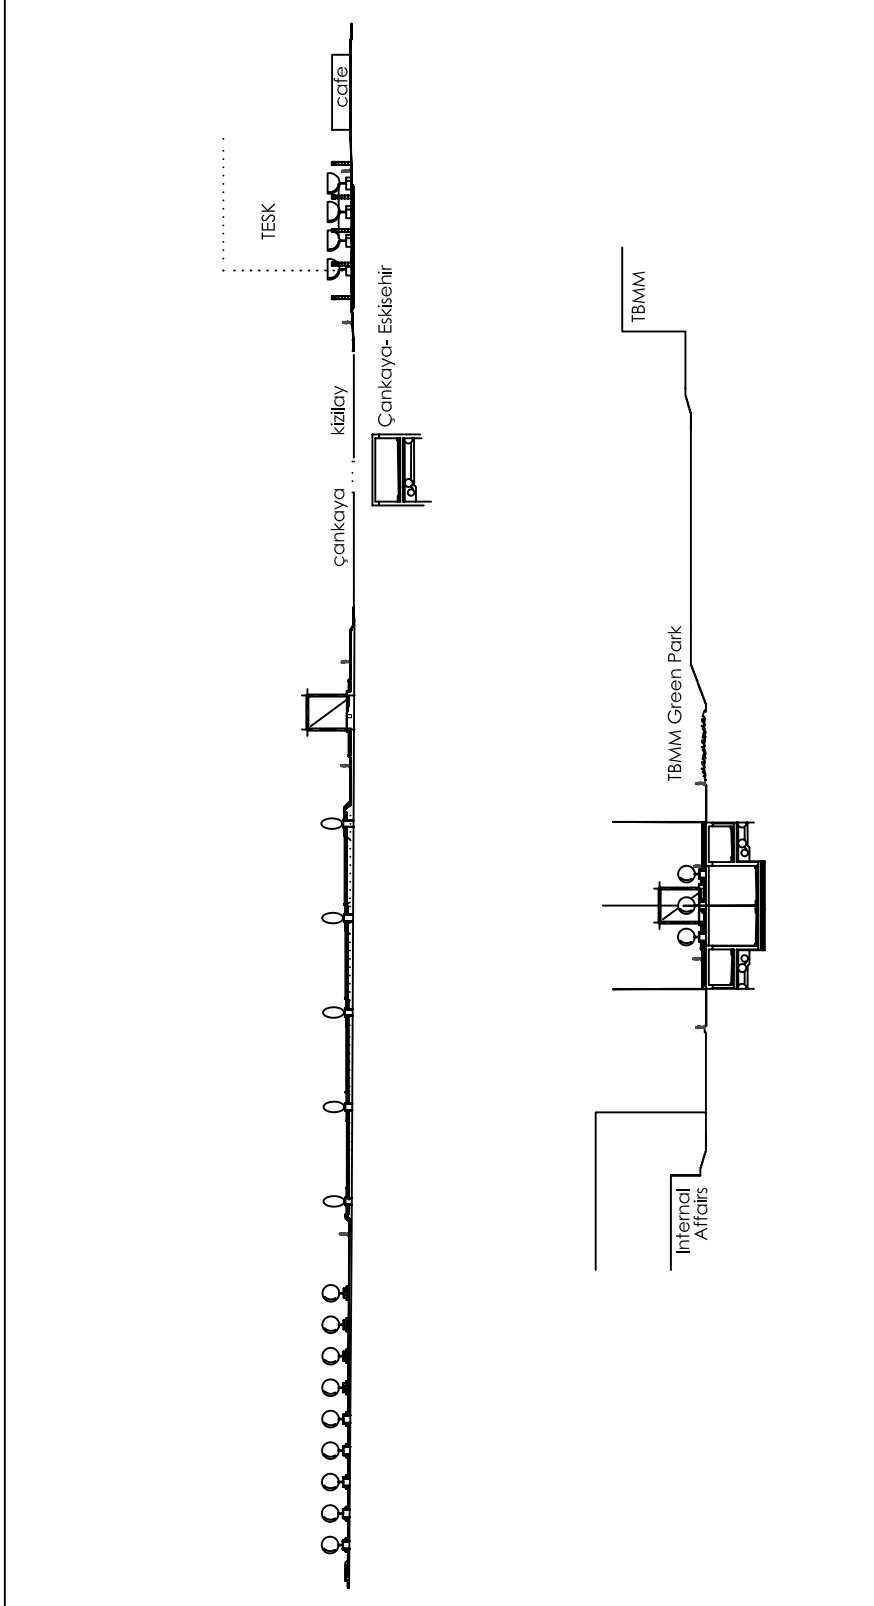 çankaya
kizilay
TESK
cafe
Çankaya- Eskisehir
Internal
Affairs
TBMM Green Park
TBMM